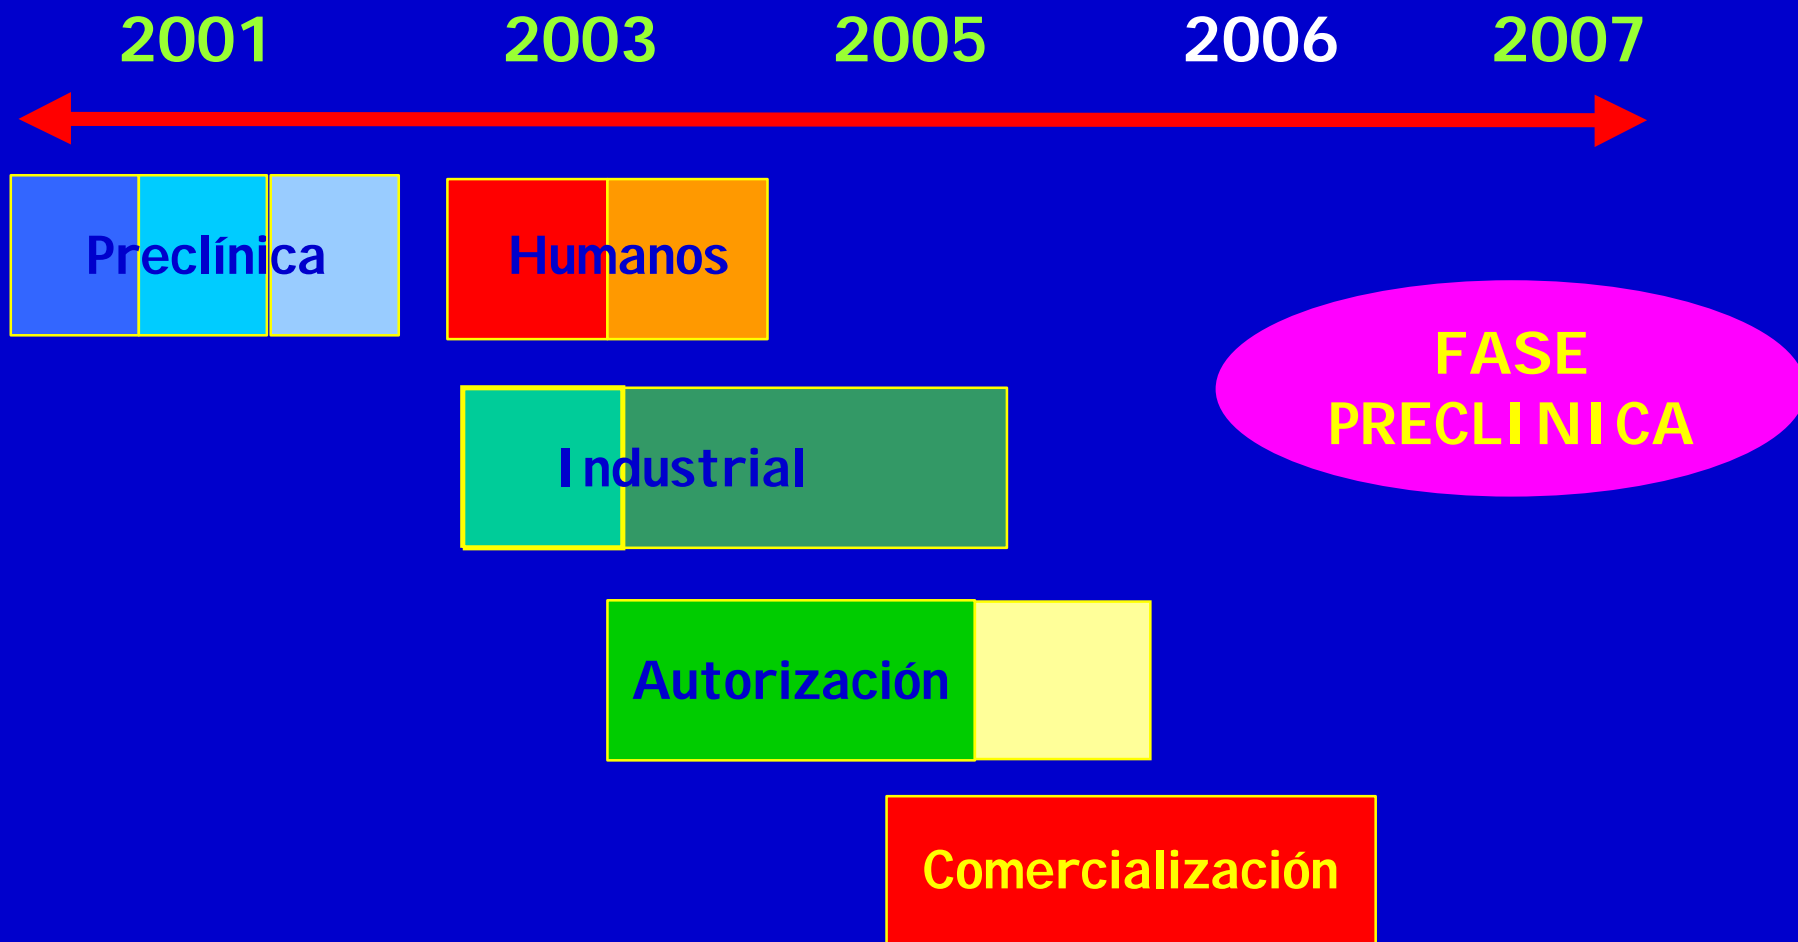 2001 2003 2005 2006 2007
Preclínica Humanos
FASE
PRECLINICA
Industrial
Autorización
Comercialización